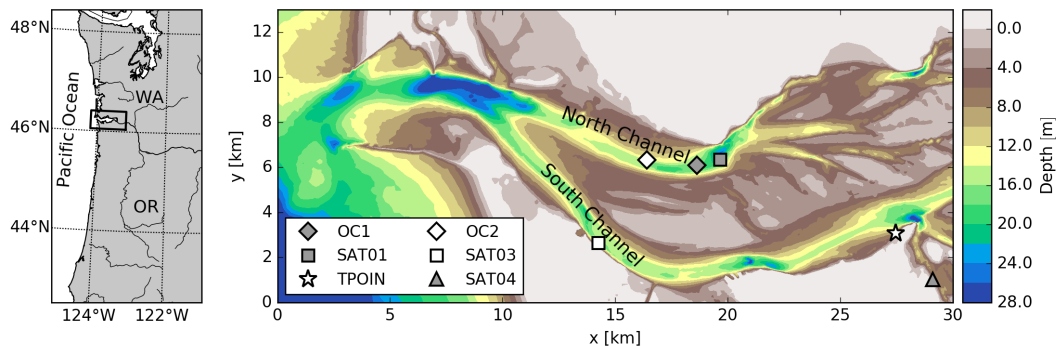 48°N
46°N
44°N
124°W
122°W
Pacific Ocean
WA
OR
12
10
8
6
4
2
0
y [km]
0
5
10
15
20
25
30
x [km]
North Channel
South Channel
OC1
OC2
SAT01
SAT03
TPOIN
SAT04
0.0
4.0
8.0
12.0
16.0
20.0
24.0
28.0
Depth [m]